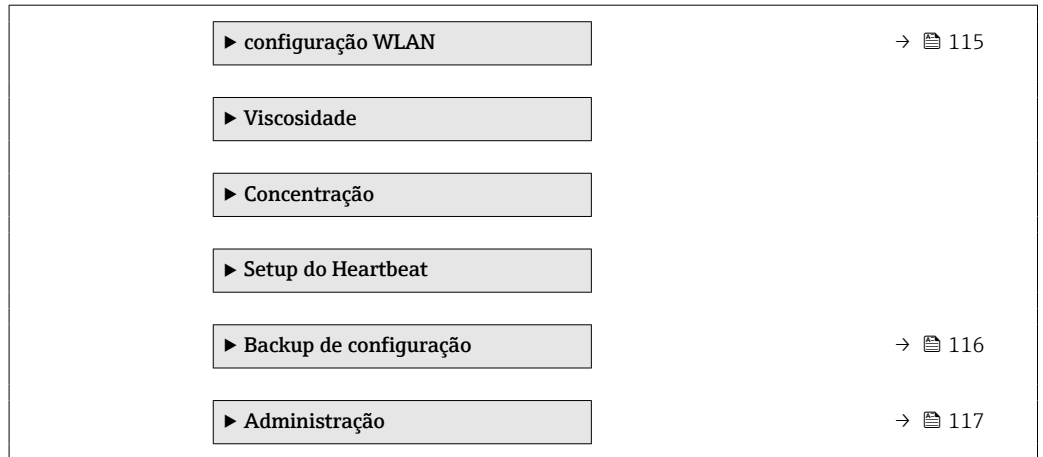 ▶ configuração WLAN → 🖺 115
▶ Viscosidade
▶ Concentração
▶ Setup do Heartbeat
▶ Backup de configuração → 🖺 116
▶ Administração → 🖺 117